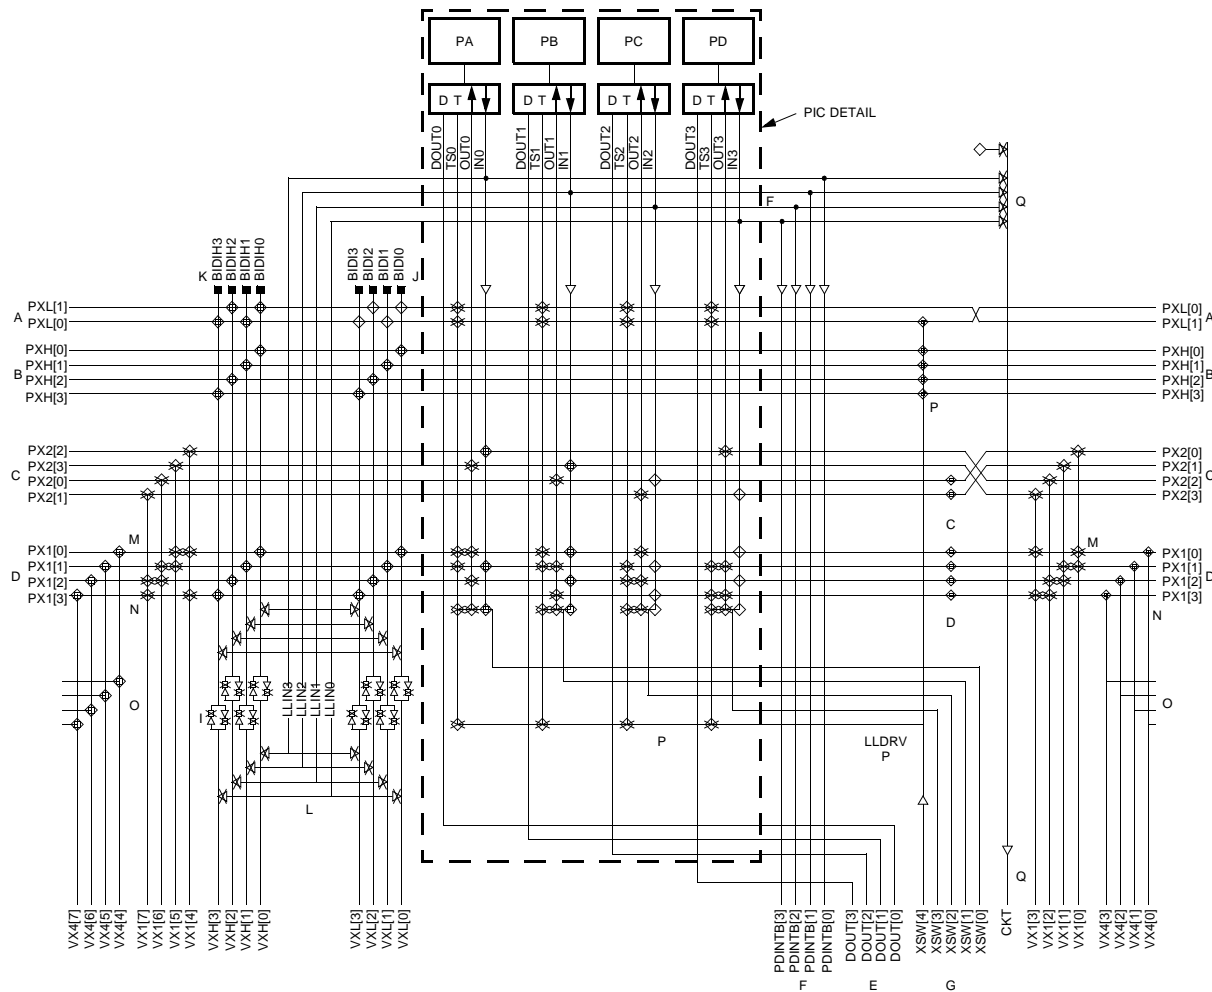 PA PB PC PD
D T D T D T D T
PIC DETAIL
DOUT0 TS0 OUT0 IN0 DOUT1 TS1 OUT1 IN1 DOUT2 TS2 OUT2 IN2 DOUT3 TS3 OUT3 IN3
F Q
K BIDIH3 BIDIH2 BIDIH1 BIDIH0 BIDI3 BIDI2 BIDI1 BIDI0 J
PXL[1] PXL[0]
A PXL[0] PXL[1] A
PXH[0] PXH[0]
PXH[1] PXH[1]
B PXH[2] PXH[2] B
PXH[3] PXH[3]
P
PX2[2] PX2[0]
PX2[3] PX2[1]
C PX2[0] PX2[2] C
PX2[1] PX2[3]
C
M M
PX1[0] PX1[0]
PX1[1] PX1[1]
D PX1[2] PX1[2] D
PX1[3] PX1[3]
N D N
O LLIN3 LLIN2 LLIN1 LLIN0 O
I
P LLDRV
P
L
Q
VX4[7] VX4[6] VX4[5] VX4[4] VX1[7] VX1[6] VX1[5] VX1[4] VXH[3] VXH[2] VXH[1] VXH[0] VXL[3] VXL[2] VXL[1] VXL[0] PDINTB[3] PDINTB[2] PDINTB[1] PDINTB[0] DOUT[3] DOUT[2] DOUT[1] DOUT[0] XSW[4] XSW[3] XSW[2] XSW[1] XSW[0] CKT VX1[3] VX1[2] VX1[1] VX1[0] VX4[3] VX4[2] VX4[1] VX4[0]
F E G